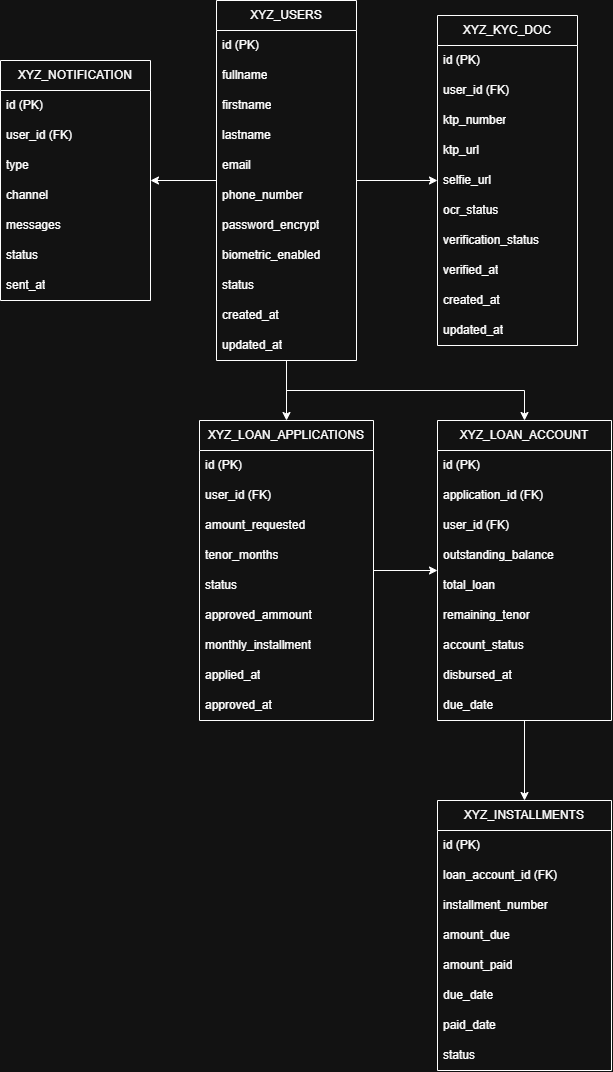 XYZ_USERS
id (PK)
fullname
firstname
lastname
email
phone_number
password_encrypt
biometric_enabled
status
created_at
updated_at
XYZ_KYC_DOC
id (PK)
user_id (FK)
ktp_number
ktp_url
selfie_url
ocr_status
verification_status
verified_at
created_at
updated_at
XYZ_NOTIFICATION
id (PK)
user_id (FK)
type
channel
messages
status
sent_at
XYZ_LOAN_APPLICATIONS
id (PK)
user_id (FK)
amount_requested
tenor_months
status
approved_ammount
monthly_installment
applied_at
approved_at
XYZ_LOAN_ACCOUNT
id (PK)
application_id (FK)
user_id (FK)
outstanding_balance
total_loan
remaining_tenor
account_status
disbursed_at
due_date
XYZ_INSTALLMENTS
id (PK)
loan_account_id (FK)
installment_number
amount_due
amount_paid
due_date
paid_date
status